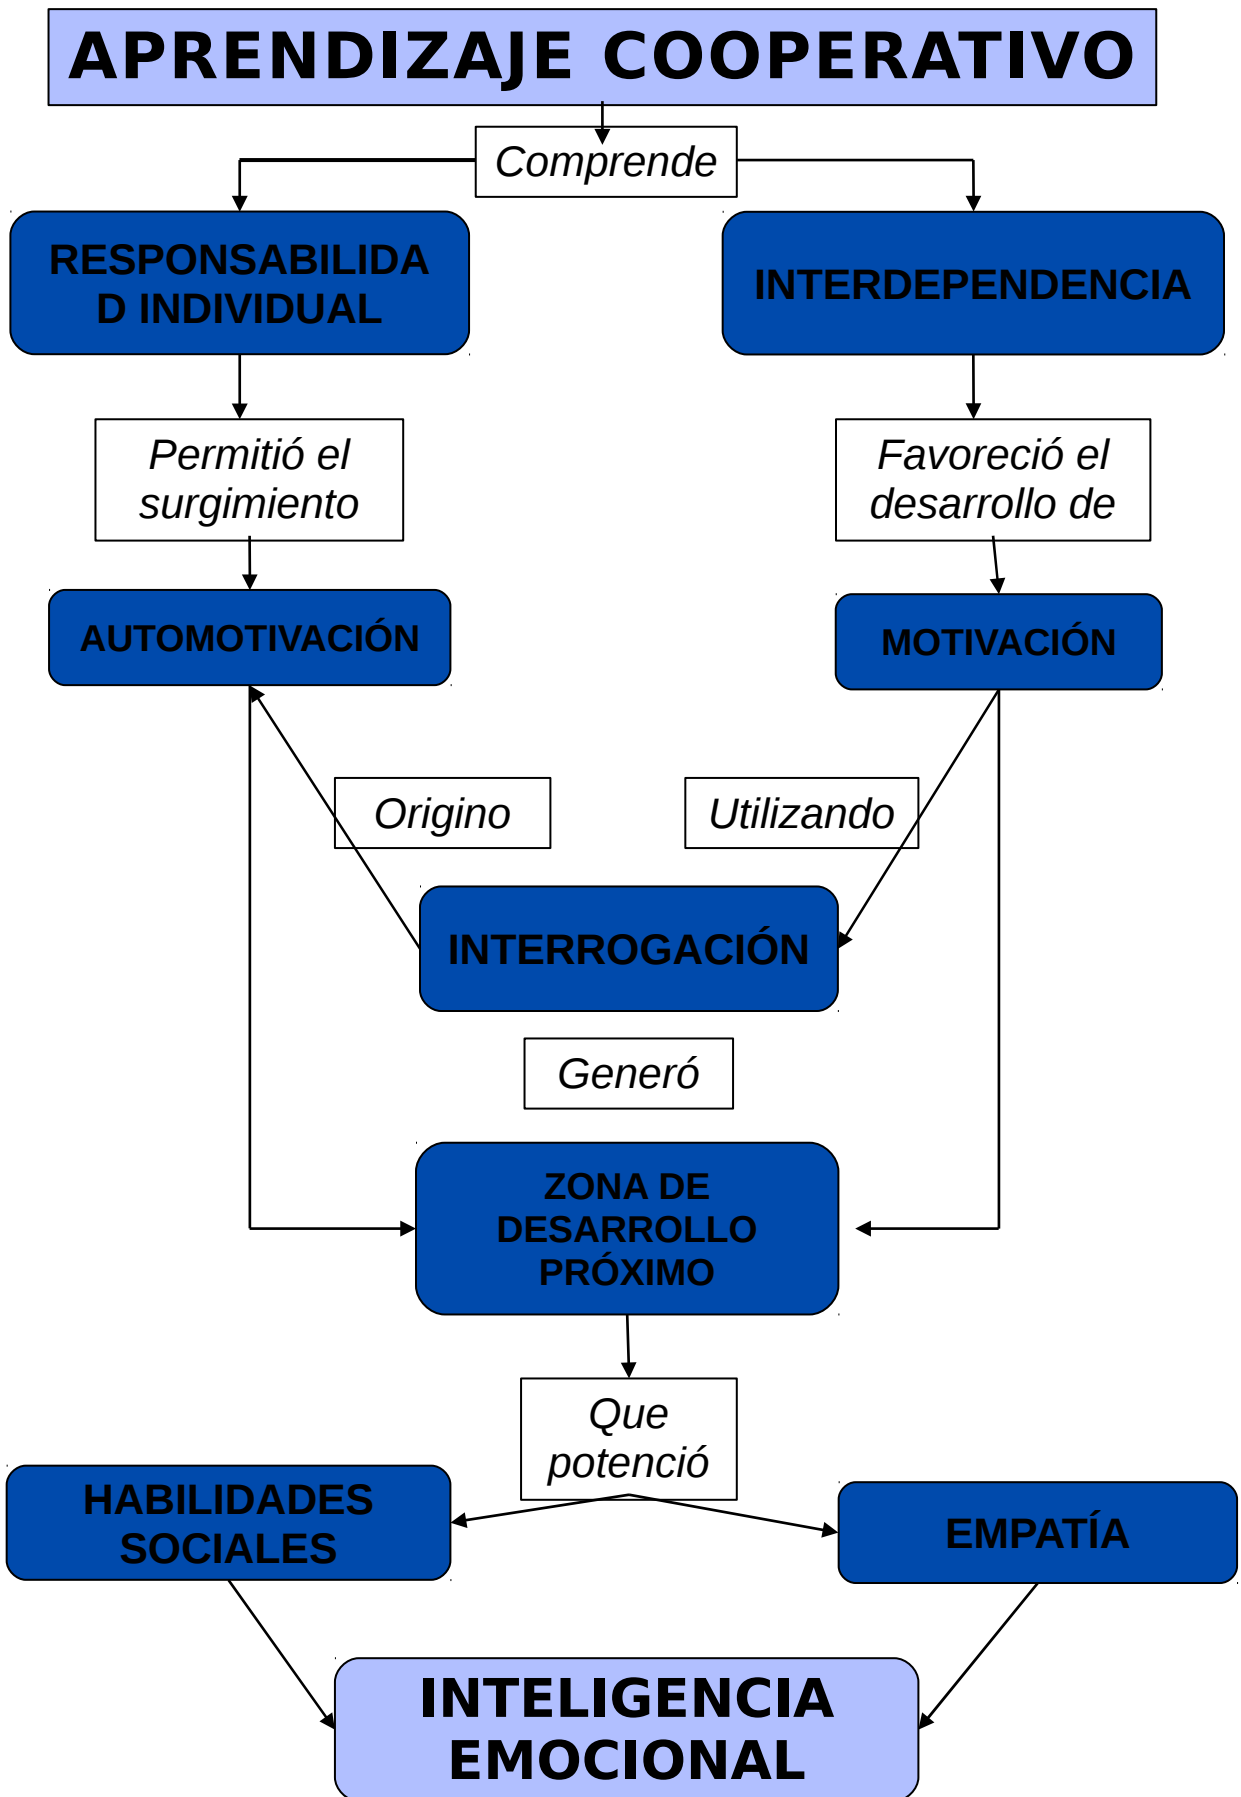 APRENDIZAJE COOPERATIVO
Comprende
RESPONSABILIDA
D INDIVIDUAL
INTERDEPENDENCIA
Permitió el
surgimiento
Favoreció el
desarrollo de
AUTOMOTIVACIÓN
MOTIVACIÓN
Origino
Utilizando
INTERROGACIÓN
Generó
ZONA DE
DESARROLLO
PRÓXIMO
Que
potenció
HABILIDADES
SOCIALES
EMPATÍA
INTELIGENCIA
EMOCIONAL